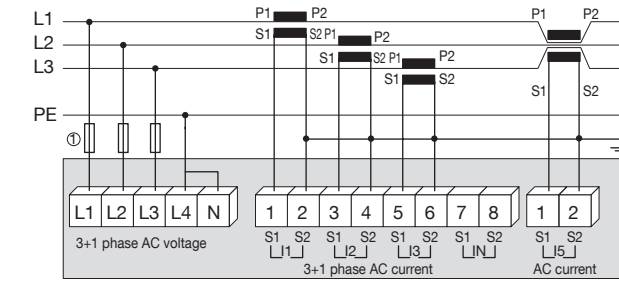 L1 P1 P2 P1 P2
S1 S2 P1 P2
L2 S1 S2 P1 P2
L3 S1 S2 S1 S2
PE
①
L1 L2 L3 L4 N 1 2 3 4 5 6 7 8 1 2
S1 S2 S1 S2 S1 S2 S1 S2 S1 S2
3+1 phase AC voltage I1 I2 I3 IN I5
3+1 phase AC current AC current